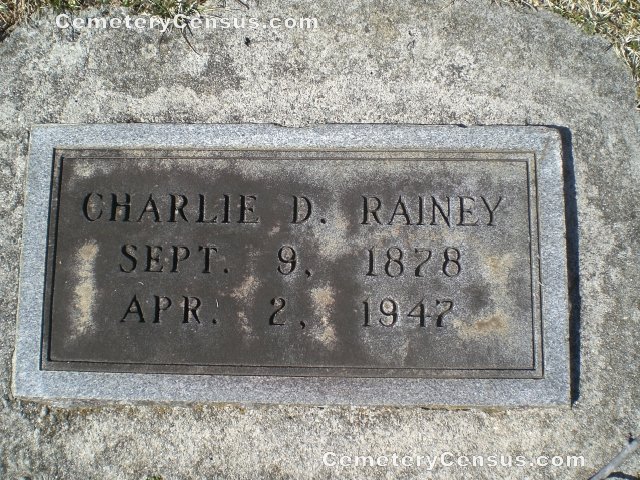 CemeteryCensus.com
CHARLIE D. RAINEY
SEPT. 9, 1878
APR. 2, 1947
CemeteryCensus.com